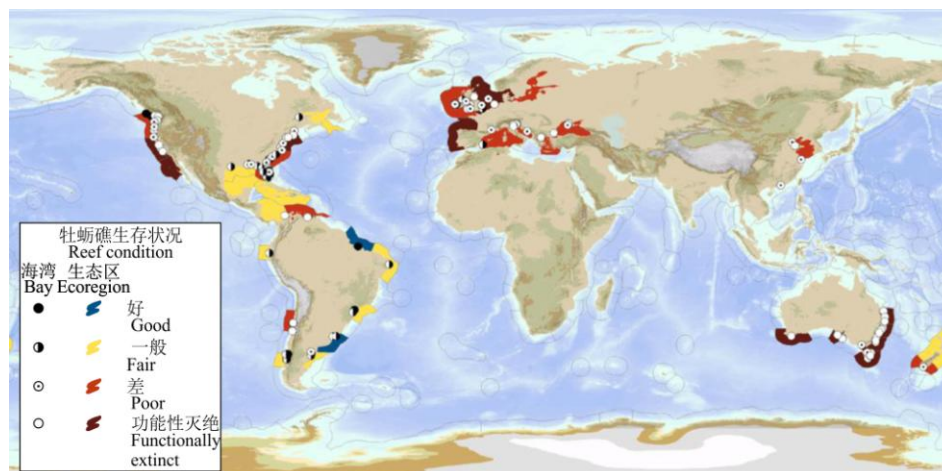 牡蛎礁生存状况
Reef condition
海湾 生态区
Bay Ecoregion
好
Good
一般
Fair
差
Poor
功能性灭绝
Functionally
extinct